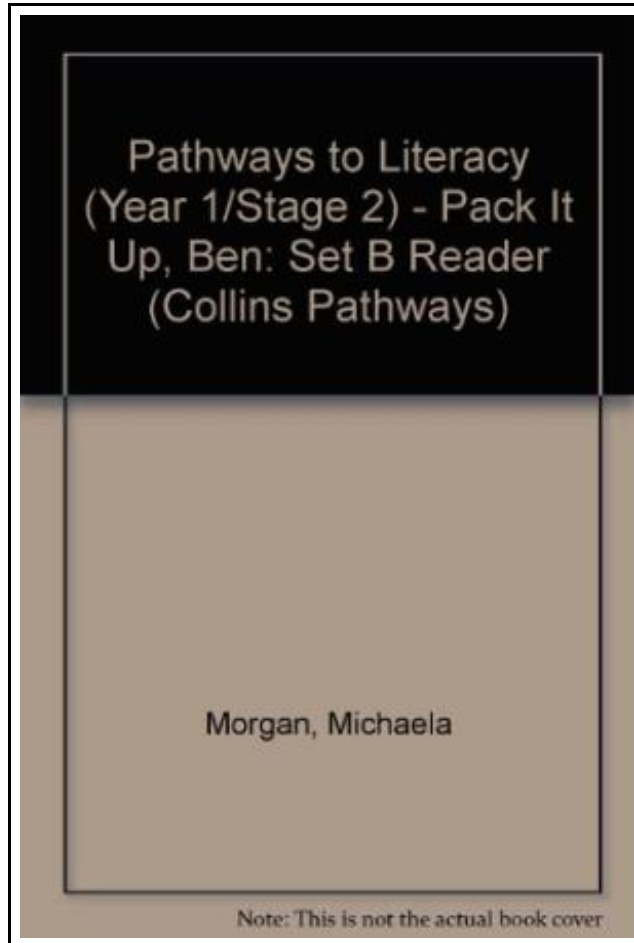 Pathways to Literacy
(Year 1/Stage 2) - Pack It
Up, Ben: Set B Reader
(Collins Pathways)
Morgan, Michaela
Note: This is not the actual book cover